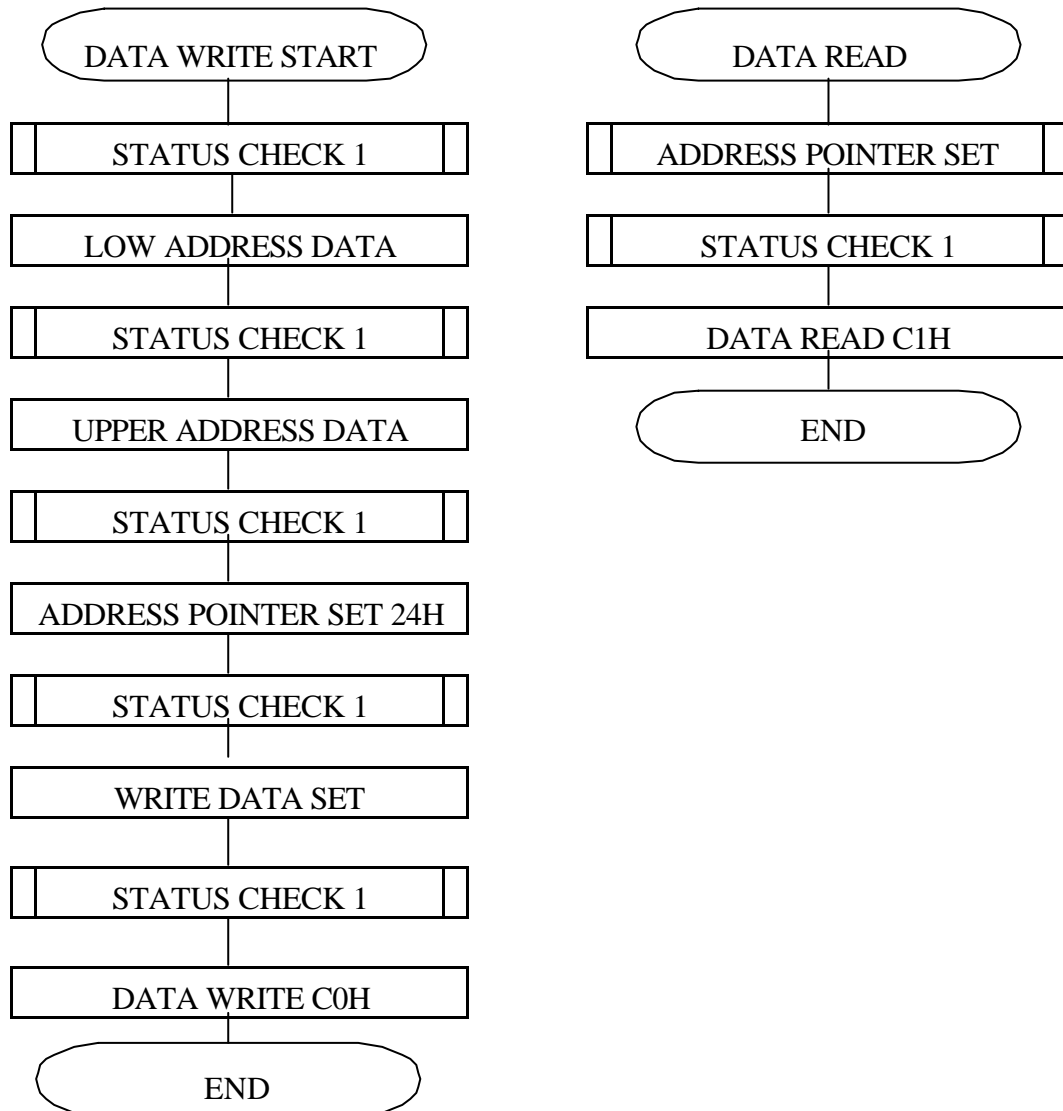 DATA WRITE START
STATUS CHECK 1
LOW ADDRESS DATA
STATUS CHECK 1
UPPER ADDRESS DATA
STATUS CHECK 1
ADDRESS POINTER SET 24H
STATUS CHECK 1
WRITE DATA SET
STATUS CHECK 1
DATA WRITE C0H
END
DATA READ
ADDRESS POINTER SET
STATUS CHECK 1
DATA READ C1H
END